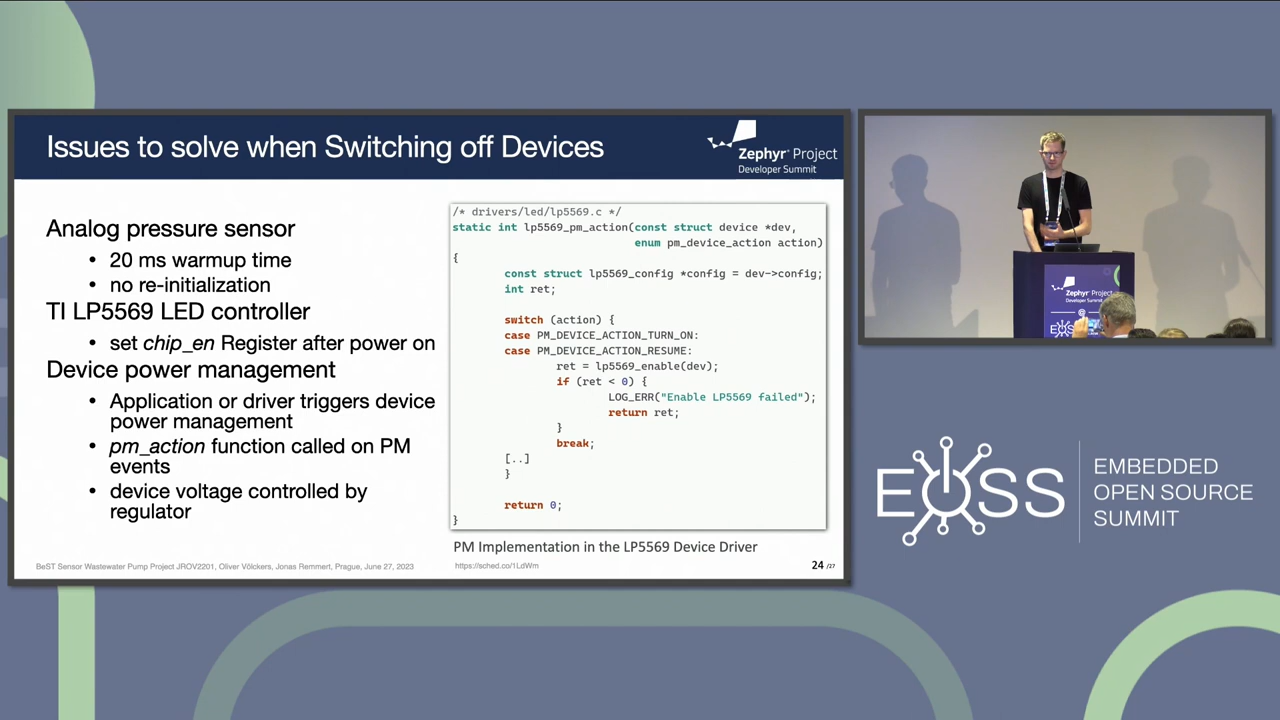 Issues to solve when Switching off Devices
Zephyr® Project
Developer Summit
Analog pressure sensor
• 20 ms warmup time
• no re-initialization
TI LP5569 LED controller
• set chip_en Register after power on
Device power management
• Application or driver triggers device
power management
• pm_action function called on PM
events
• device voltage controlled by
regulator
/* drivers/led/lp5569.c */
static int lp5569_pm_action(const struct device *dev,
enum pm_device_action action)
{
const struct lp5569_config *config = dev->config;
int ret;
switch (action) {
case PM_DEVICE_ACTION_TURN_ON:
case PM_DEVICE_ACTION_RESUME:
ret = lp5569_enable(dev);
if (ret < 0) {
LOG_ERR("Enable LP5569 failed");
return ret;
}
break;
[..]
}
return 0;
}
PM Implementation in the LP5569 Device Driver
BeST Sensor Wastewater Pump Project JROV2201, Oliver Völckers, Jonas Remmert, Prague, June 27, 2023
https://sched.co/1LdWm
24 /27
Zephyr Project
Developer Summit
@
EOSS
EMBEDDED
OPEN SOURCE
SUMMIT